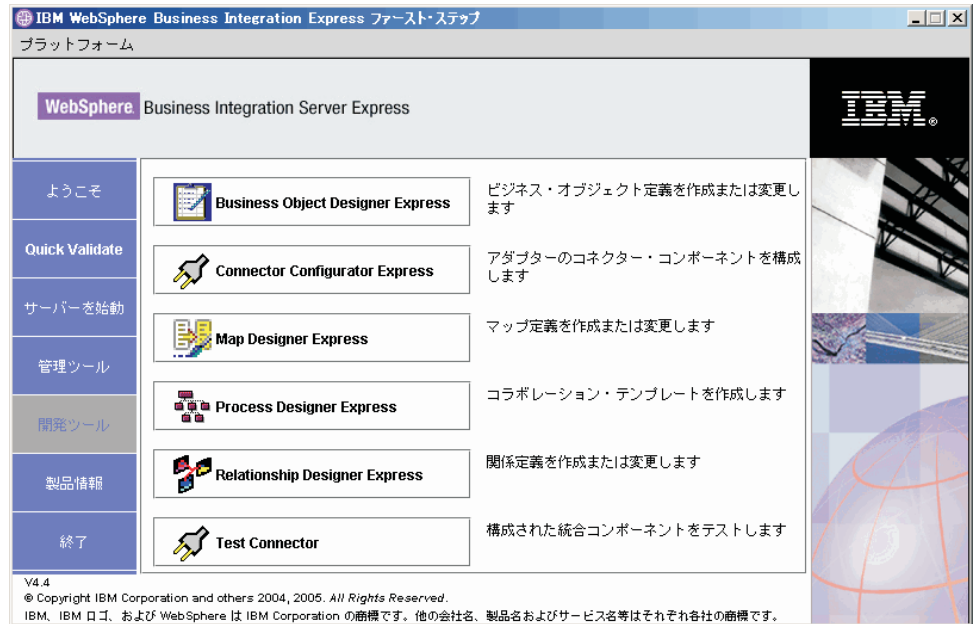 IBM WebSphere Business Integration Express ファースト・ステップ
プラットフォーム
WebSphere. Business Integration Server Express
IBM®
ようこそ
Quick Validate
サーバーを始動
管理ツール
開発ツール
製品情報
終了
Business Object Designer Express
ビジネス・オブジェクト定義を作成または変更し
ます
Connector Configurator Express
アダプターのコネクター・コンポーネントを構成
します
Map Designer Express
マップ定義を作成または変更します
Process Designer Express
コラボレーション・テンプレートを作成します
Relationship Designer Express
関係定義を作成または変更します
Test Connector
構成された統合コンポーネントをテストします
V4.4
© Copyright IBM Corporation and others 2004, 2005. All Rights Reserved.
IBM、IBM ロゴ、および WebSphere は IBM Corporation の商標です。他の会社名、製品名およびサービス名等はそれぞれ各社の商標です。